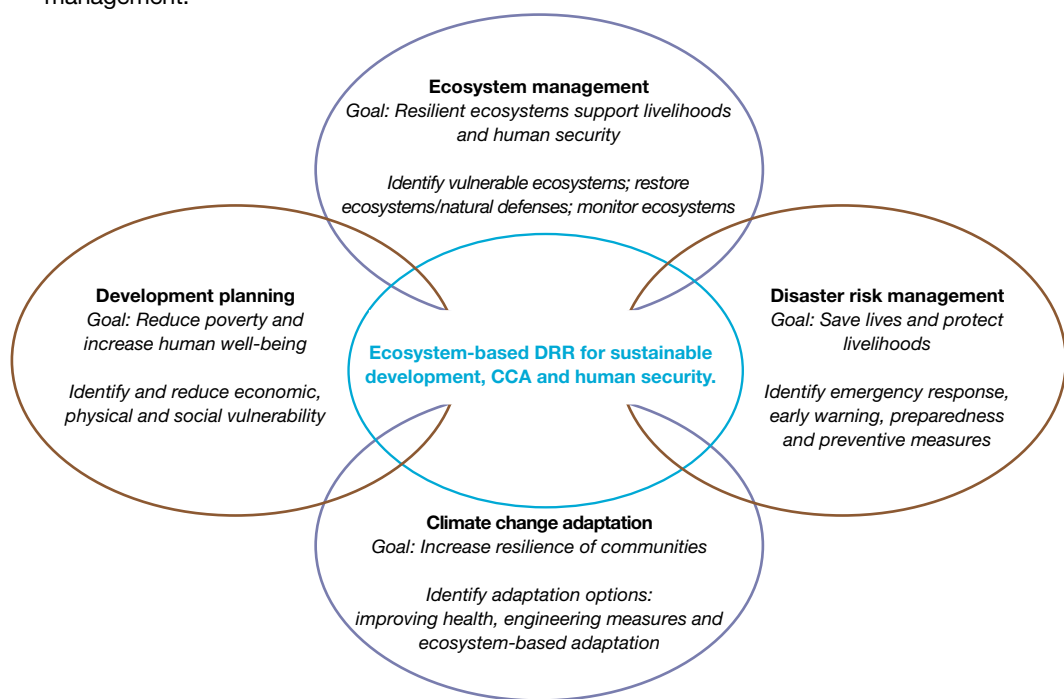 management.
Ecosystem management
Goal: Resilient ecosystems support livelihoods
and human security
Identify vulnerable ecosystems; restore
ecosystems/natural defenses; monitor ecosystems
Development planning
Goal: Reduce poverty and
increase human well-being
Identify and reduce economic,
physical and social vulnerability
Ecosystem-based DRR for sustainable
development, CCA and human security.
Disaster risk management
Goal: Save lives and protect
livelihoods
Identify emergency response,
early warning, preparedness
and preventive measures
Climate change adaptation
Goal: Increase resilience of communities
Identify adaptation options:
improving health, engineering measures and
ecosystem-based adaptation